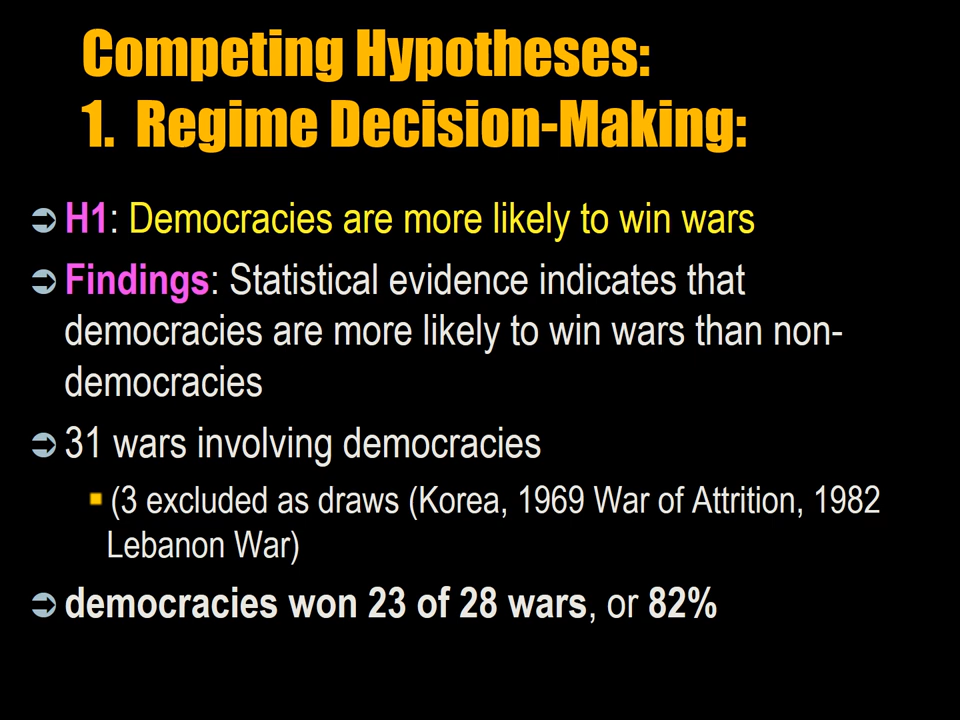 Competing Hypotheses:
1. Regime Decision-Making:
H1: Democracies are more likely to win wars
Findings: Statistical evidence indicates that
democracies are more likely to win wars than non-
democracies
31 wars involving democracies
(3 excluded as draws (Korea, 1969 War of Attrition, 1982
Lebanon War)
democracies won 23 of 28 wars, or 82%